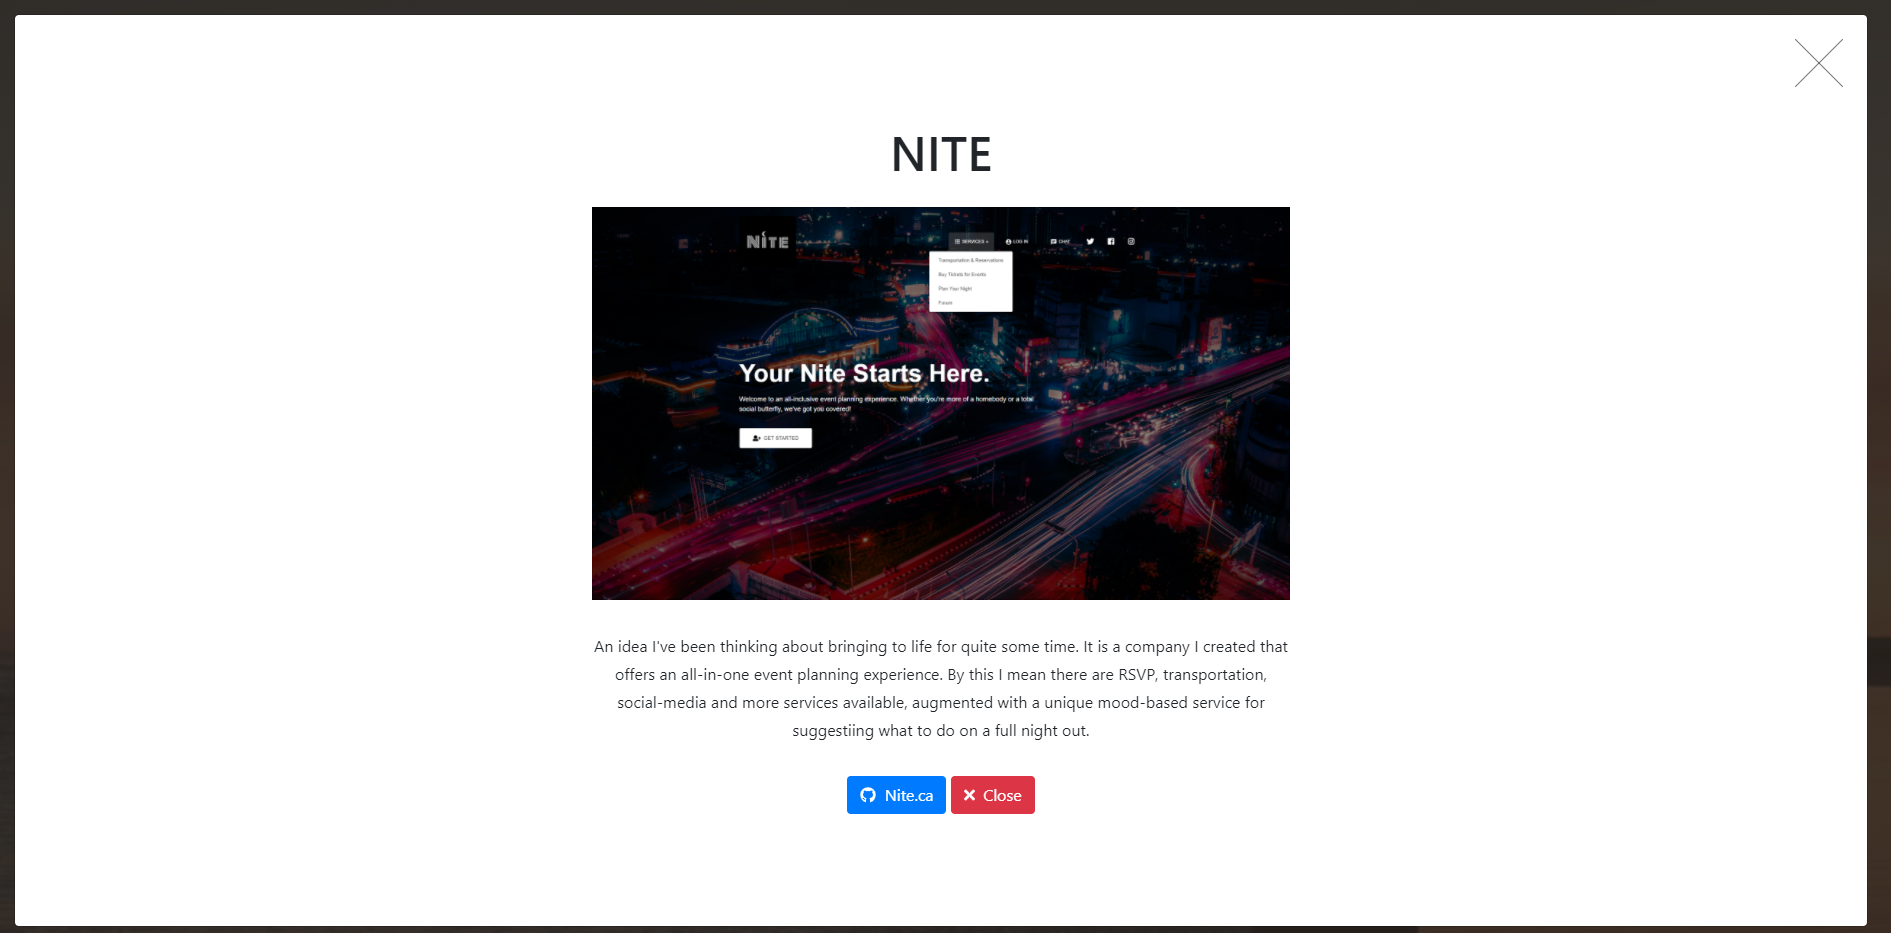 NITE
NITE
SERVICES
LOG IN
CHAT
Transportation & Reservations
Buy Tickets for Events
Plan Your Night
Future
Your Nite Starts Here.
Welcome to an all-inclusive event planning experience. Whether you're more of a homebody or a total
social butterfly, we've got you covered!
GET STARTED
An idea I've been thinking about bringing to life for quite some time. It is a company I created that
offers an all-in-one event planning experience. By this I mean there are RSVP, transportation,
social-media and more services available, augmented with a unique mood-based service for
suggestiing what to do on a full night out.
Nite.ca
Close